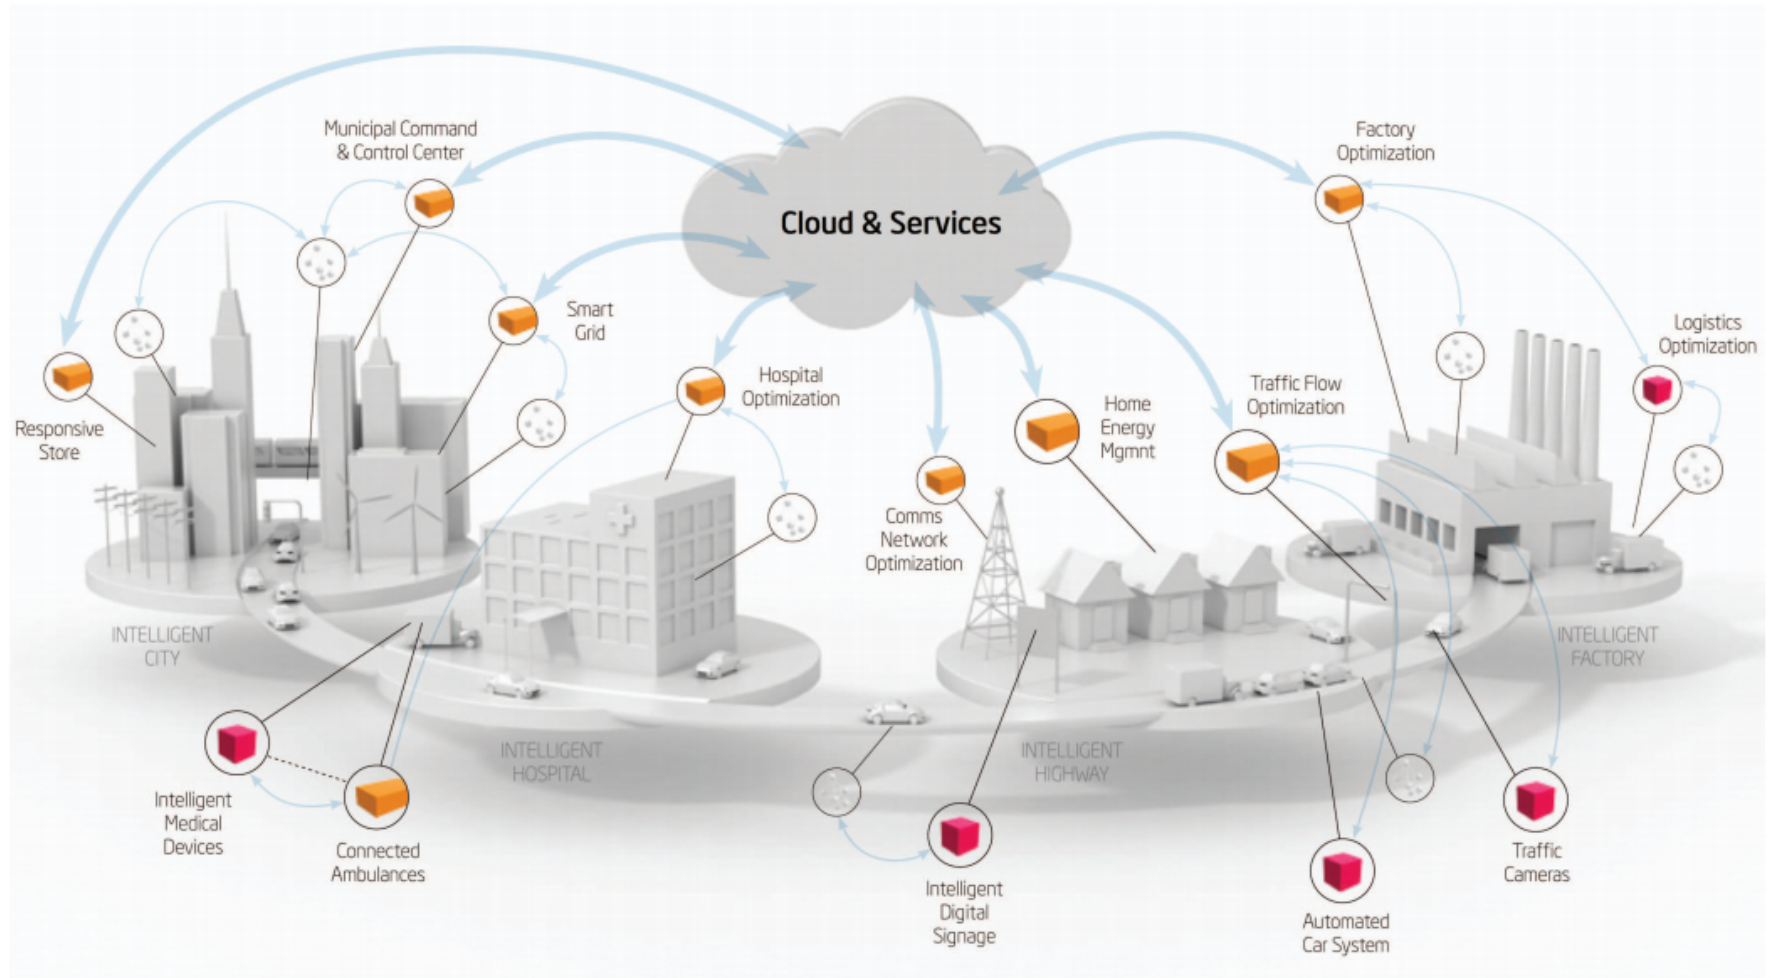 Municipal Command
& Control Center
Factory
Optimization
Cloud & Services
Smart
Grid
Logistics
Optimization
Hospital
Optimization
Traffic Flow
Optimization
Home
Energy
Mgmnt
Responsive
Store
Comms
Network
Optimization
INTELLIGENT
CITY
INTELLIGENT
FACTORY
INTELLIGENT
HOSPITAL
INTELLIGENT
HIGHWAY
Intelligent
Medical
Devices
Connected
Ambulances
Intelligent
Digital
Signage
Traffic
Cameras
Automated
Car System